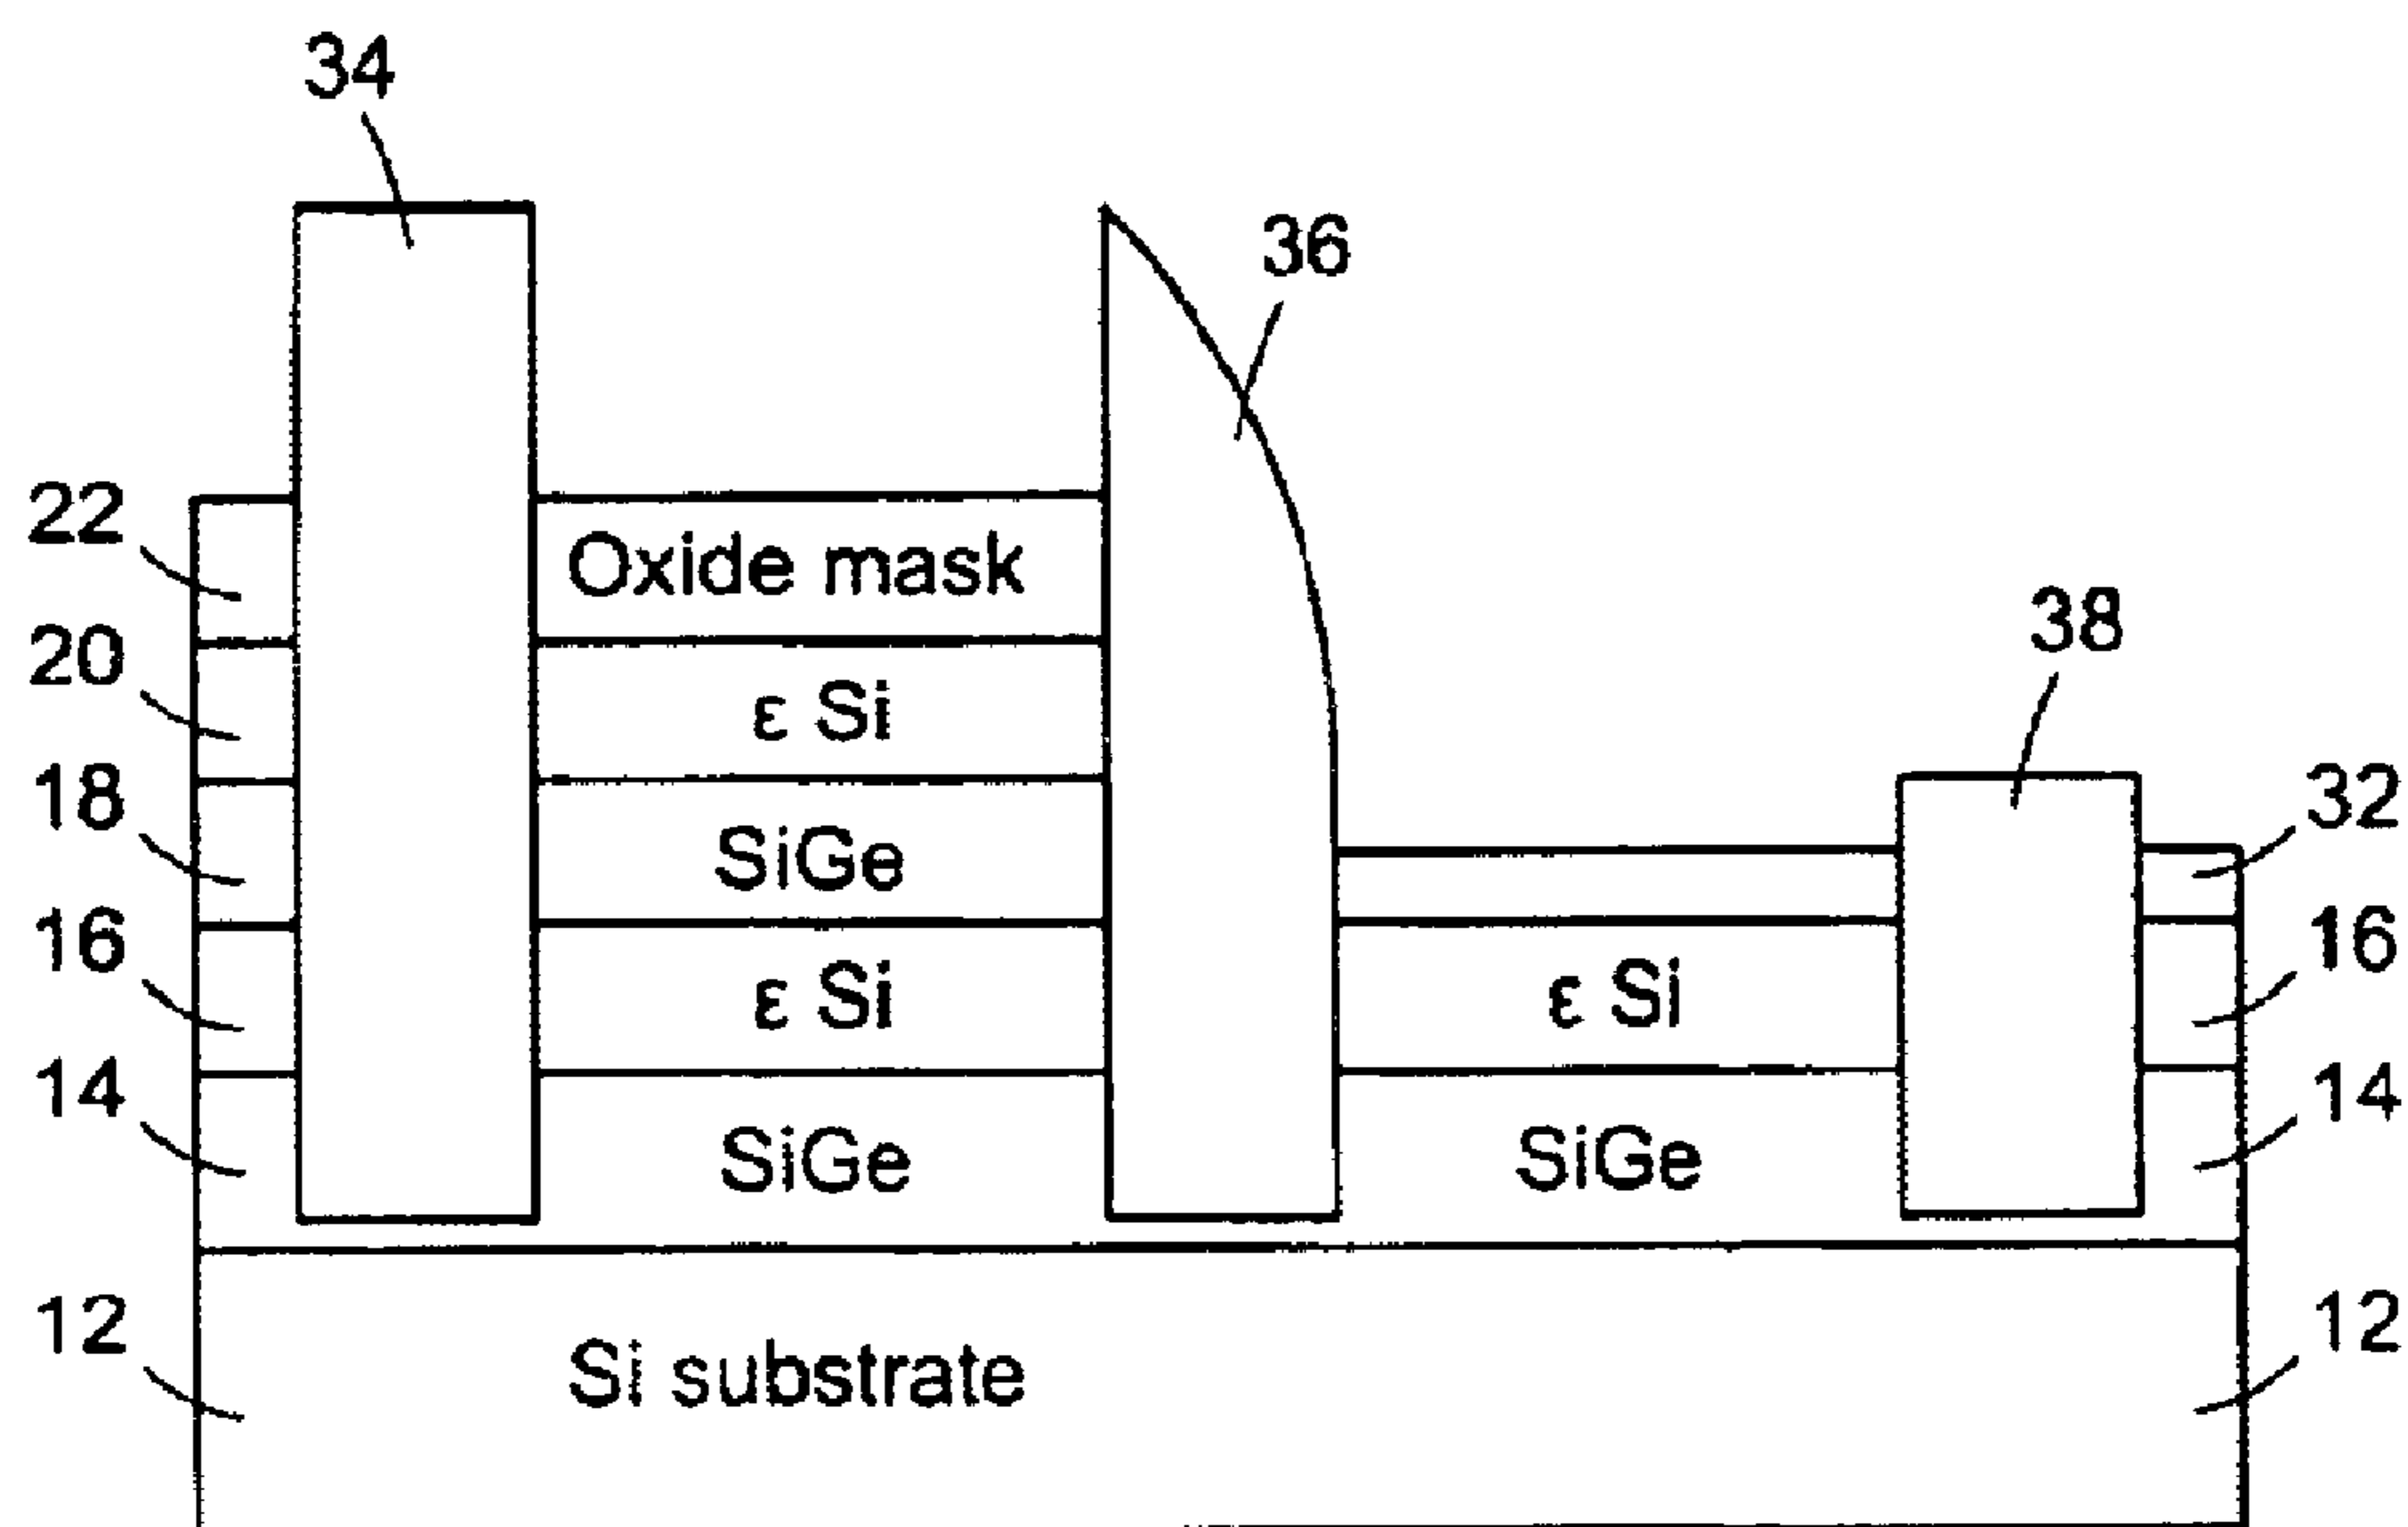 34
36
22
Oxide mask
38
20
ε Si
18
SiGe
32
16
ε Si
ε Si
16
14
SiGe
SiGe
14
12
Si substrate
12